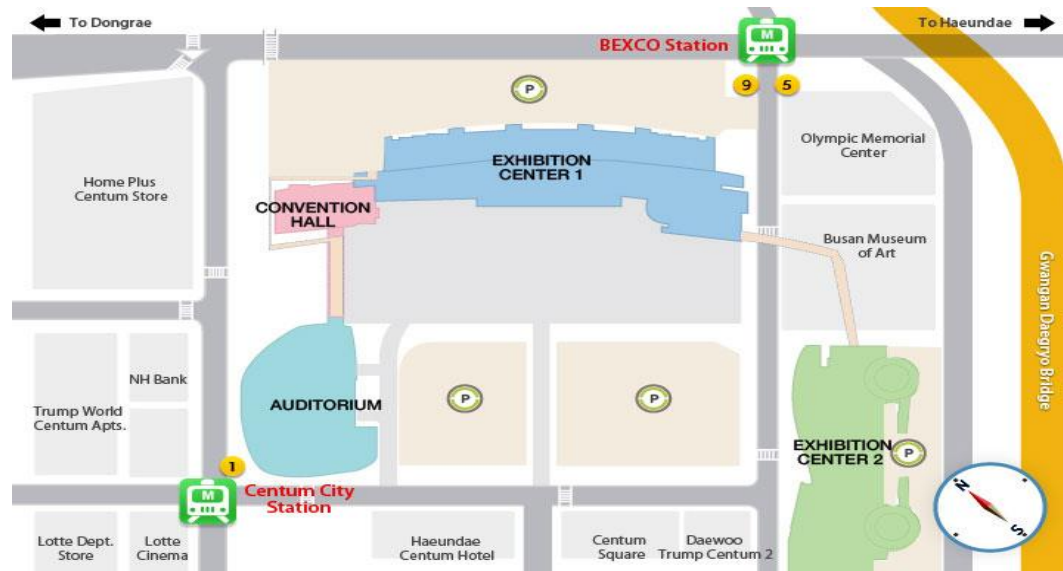 To Dongrae
To Haeundae
M
BEXCO Station
9
5
P
EXHIBITION
CENTER 1
Olympic Memorial
Center
Home Plus
Centum Store
CONVENTION
HALL
Busan Museum
of Art
Gwangan Daegryo Bridge
NH Bank
Trump World
Centum Apts.
AUDITORIUM
P
P
EXHIBITION
CENTER 2
P
1
M
Centum City
Station
N
S
Lotte Dept.
Store
Lotte
Cinema
Haeundae
Centum Hotel
Centum
Square
Daewoo
Trump Centum 2